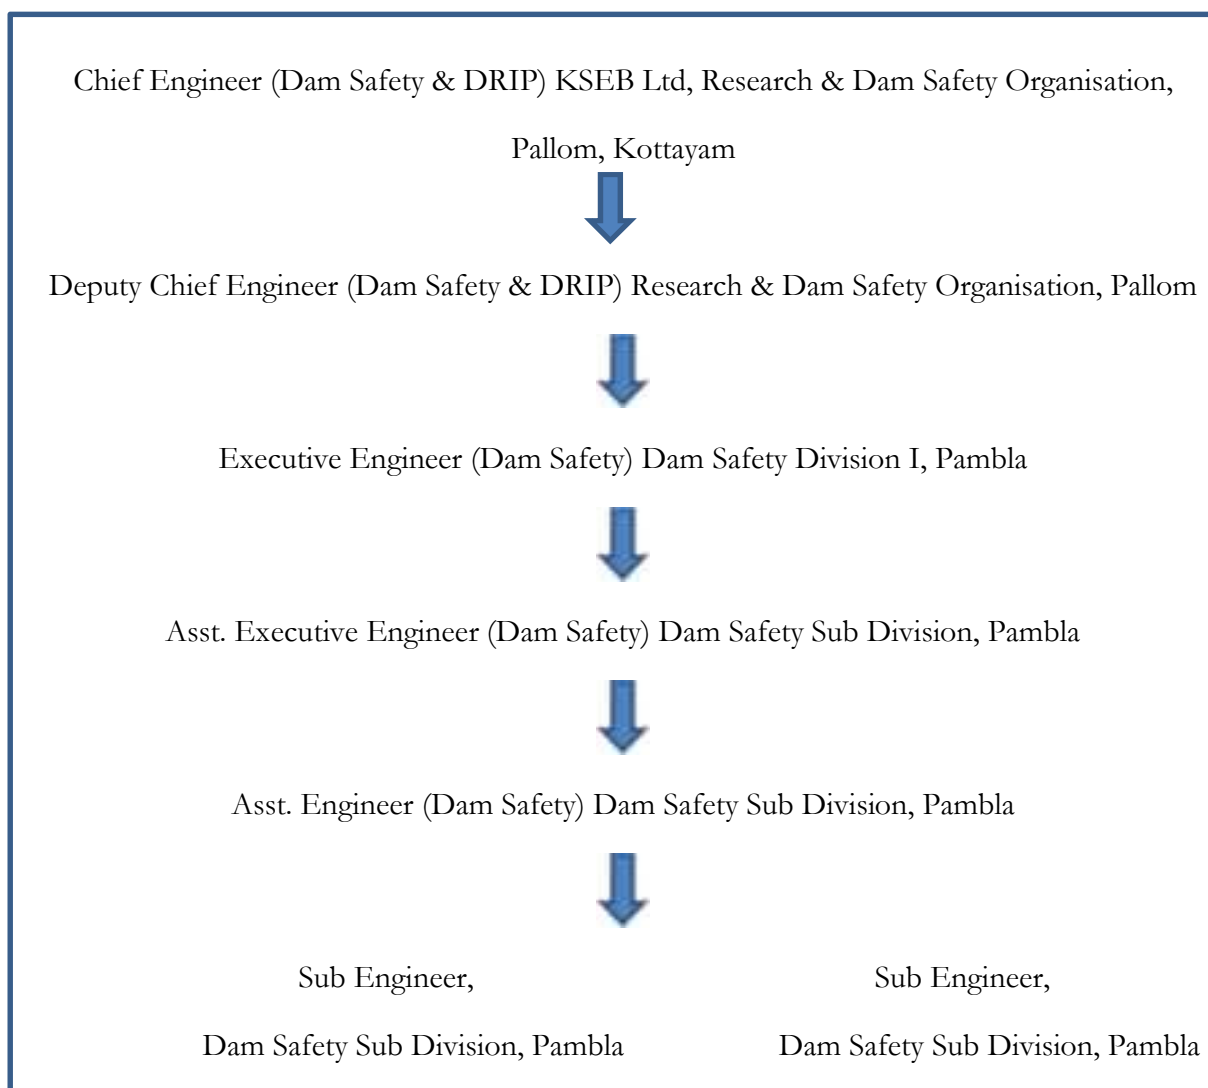 Chief Engineer (Dam Safety & DRIP) KSEB Ltd, Research & Dam Safety Organisation,
Pallom, Kottayam
Deputy Chief Engineer (Dam Safety & DRIP) Research & Dam Safety Organisation, Pallom
Executive Engineer (Dam Safety) Dam Safety Division I, Pambla
Asst. Executive Engineer (Dam Safety) Dam Safety Sub Division, Pambla
Asst. Engineer (Dam Safety) Dam Safety Sub Division, Pambla
Sub Engineer,
Dam Safety Sub Division, Pambla
Sub Engineer,
Dam Safety Sub Division, Pambla